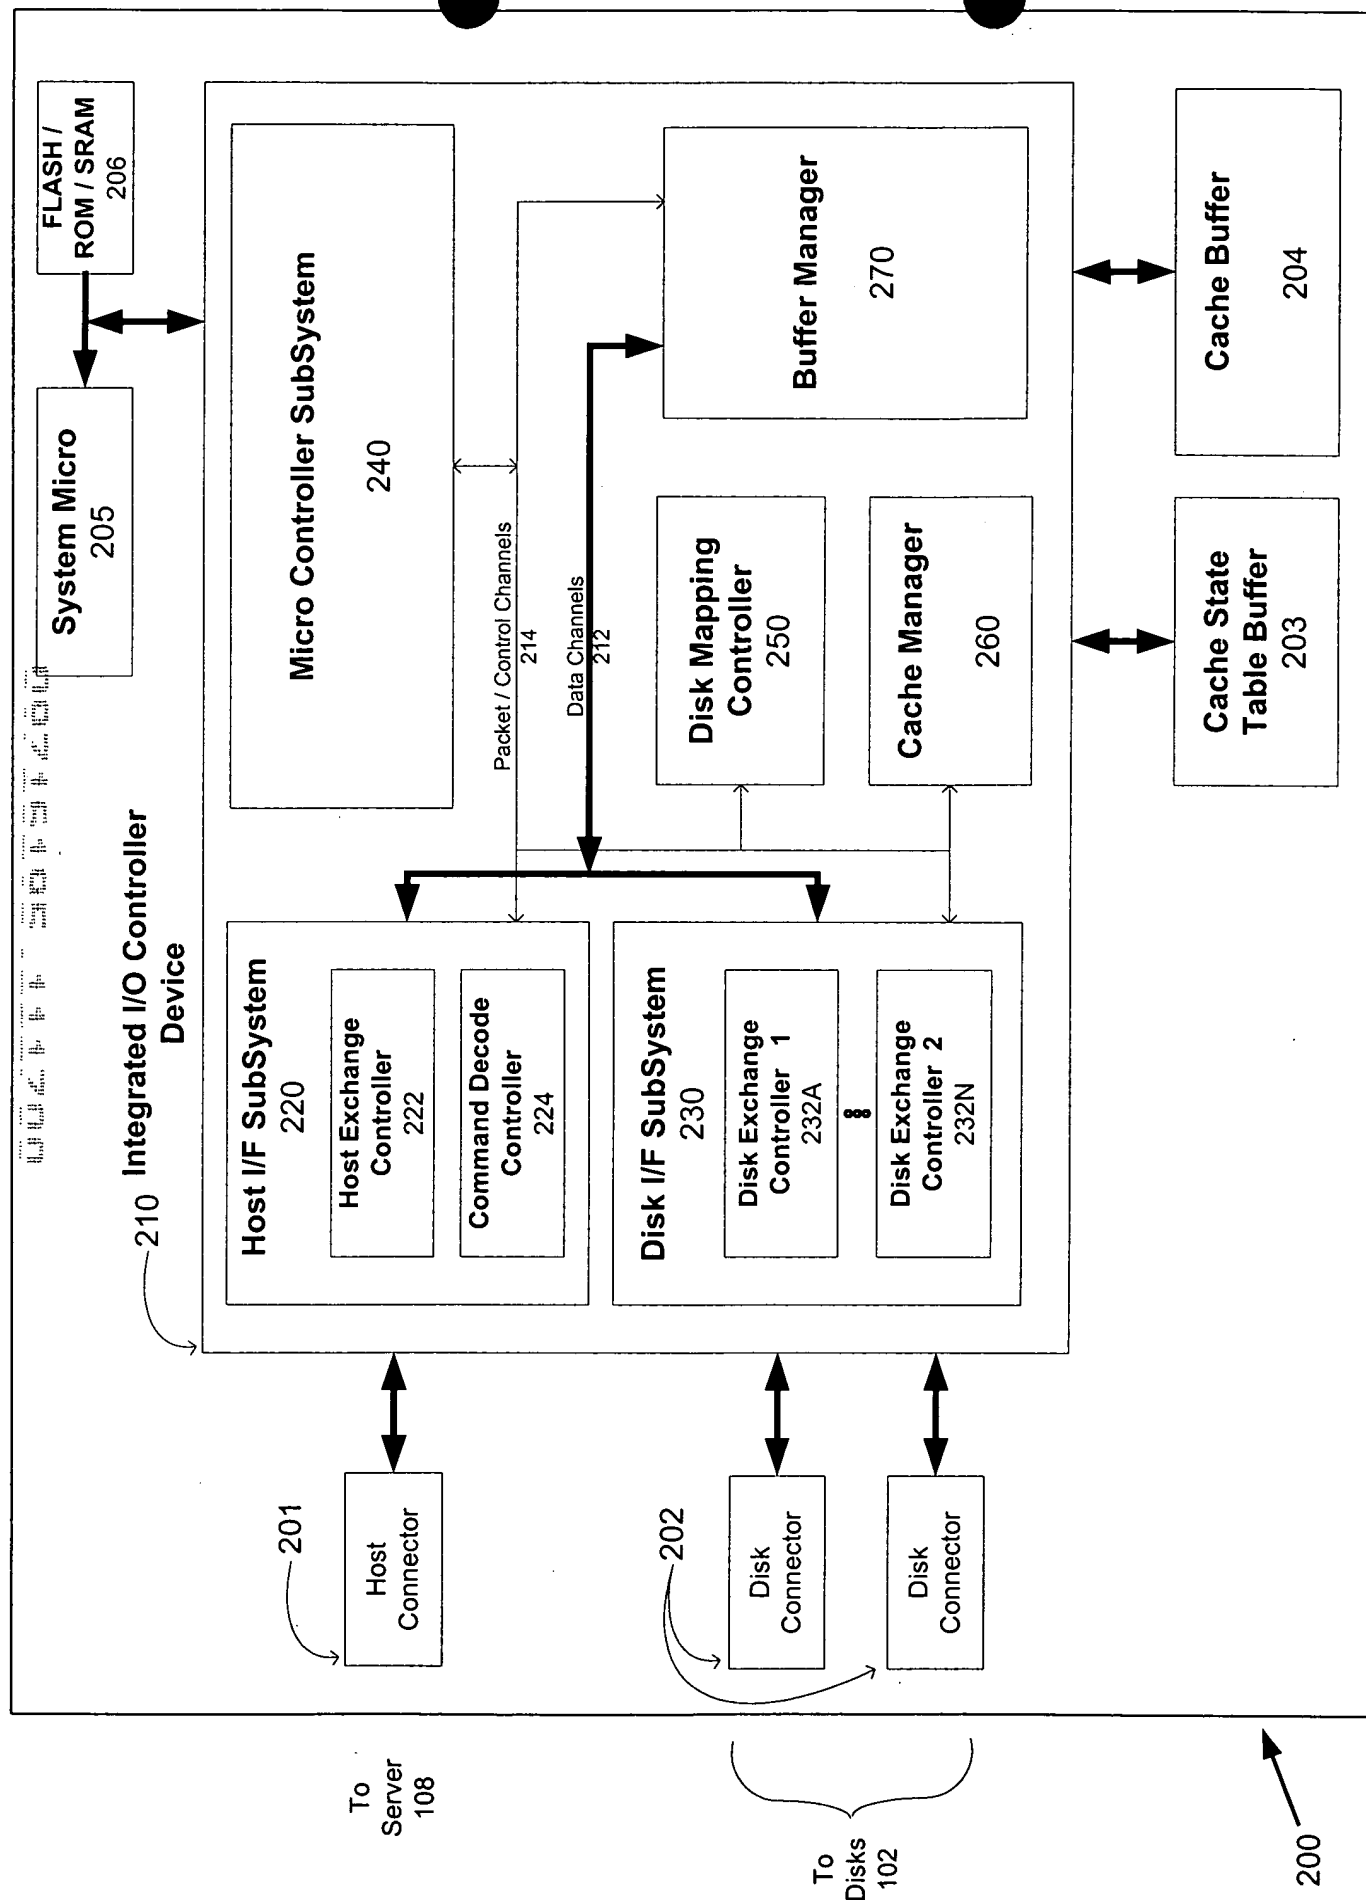 FLASH /
ROM / SRAM
206
System Micro
205
210
Integrated I/O Controller
Device
Micro Controller SubSystem
240
Host I/F SubSystem
220
Host Exchange
Controller
222
Command Decode
Controller
224
Packet / Control Channels
214
Data Channels
212
Disk I/F SubSystem
230
Disk Exchange
Controller 1
232A
Disk Exchange
Controller 2
232N
Disk Mapping
Controller
250
Cache Manager
260
Buffer Manager
270
Cache State
Table Buffer
203
Cache Buffer
204
201
Host
Connector
202
Disk
Connector
Disk
Connector
To
Server
108
To
Disks
102
200